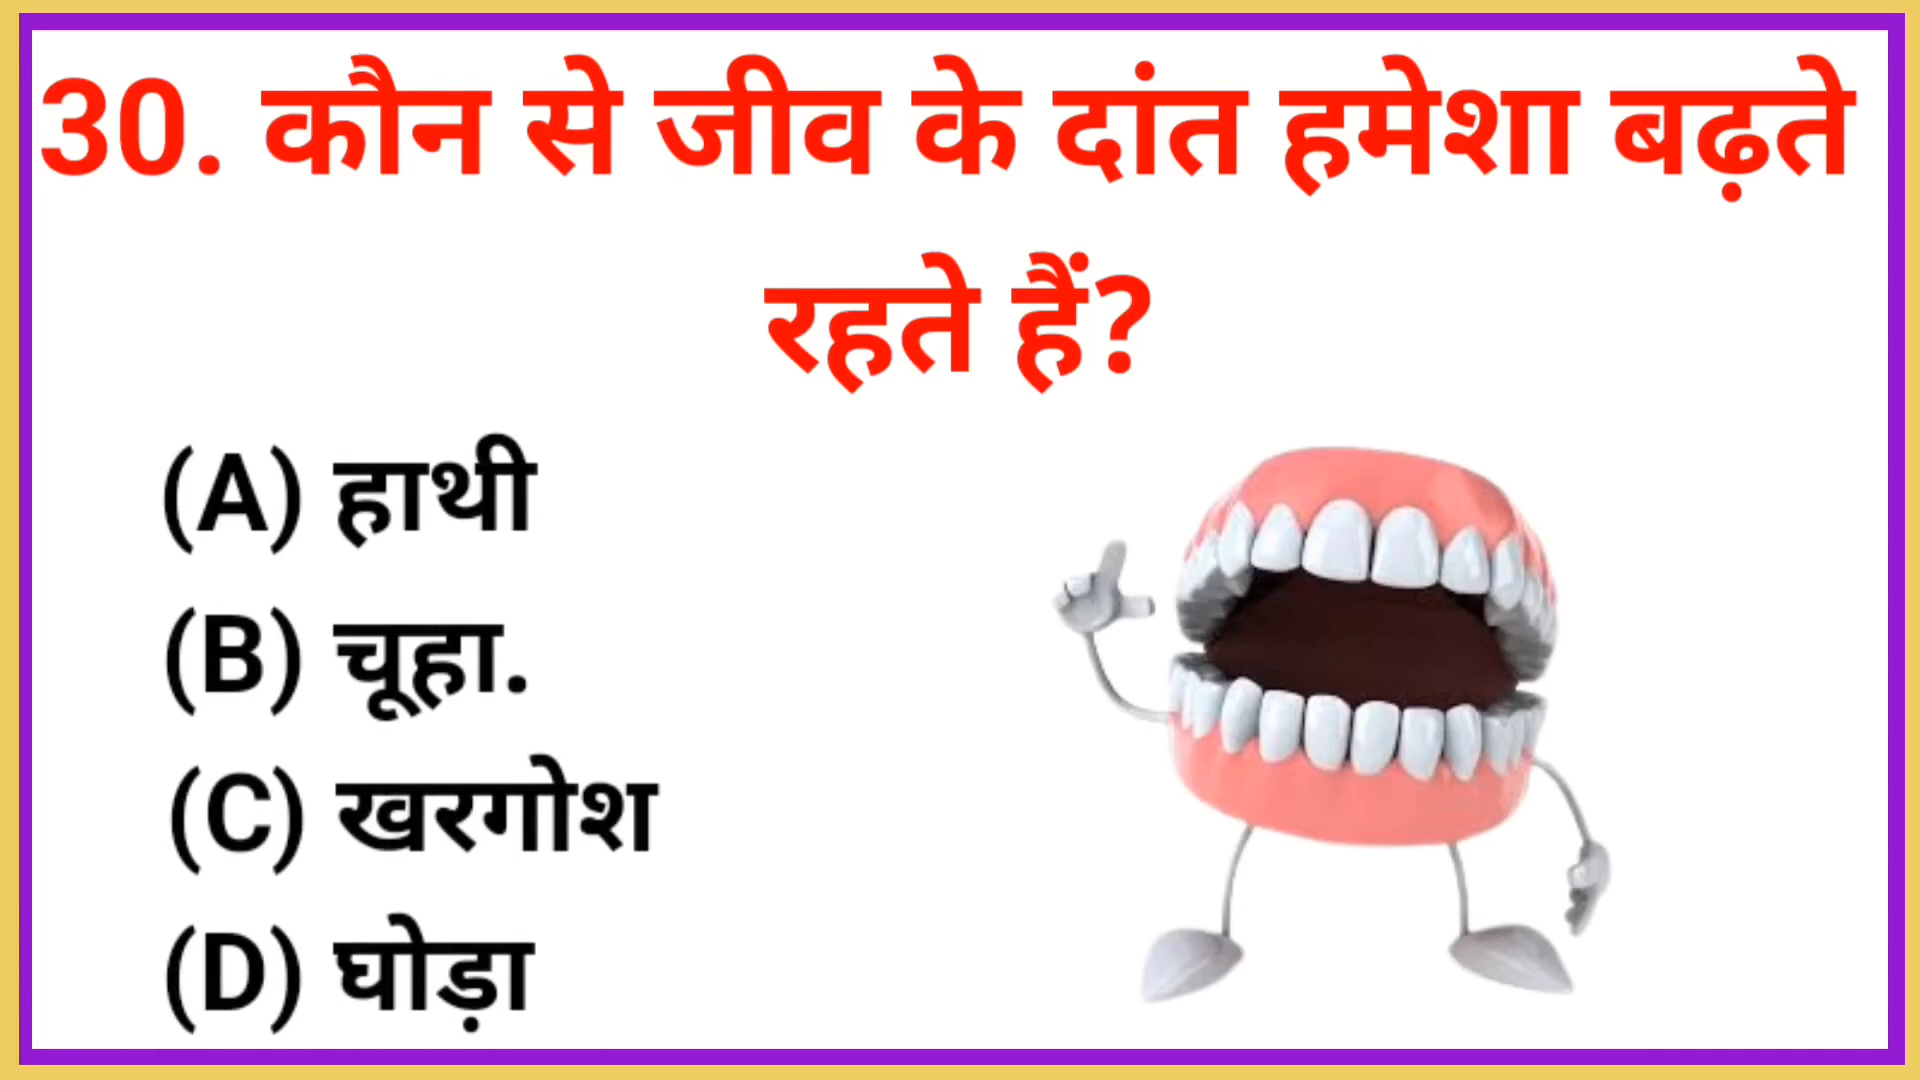 30. कौन से जीव के दांत हमेशा बढ़ते
रहते हैं?
(A) हाथी
(B) चूहा.
(C) खरगोश
(D) घोड़ा